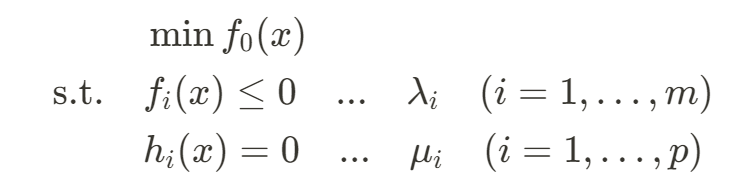 min f₀(x)
s.t. fᵢ(x) ≤ 0 ... λᵢ (i = 1, . . . , m)
hᵢ(x) = 0 ... μᵢ (i = 1, . . . , p)